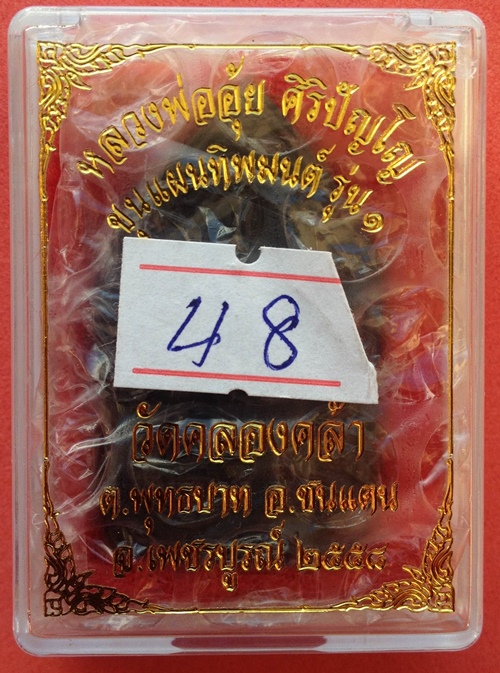 หลวงพ่ออุ้ย ศิริปัญโญ
ขุนแผนทิพมนต์ รุ่น๑
48
วัดคลองคล้า
ต.พุทธบาท อ.ชนแดน
จ.เพชรบูรณ์ ๒๕๕๘